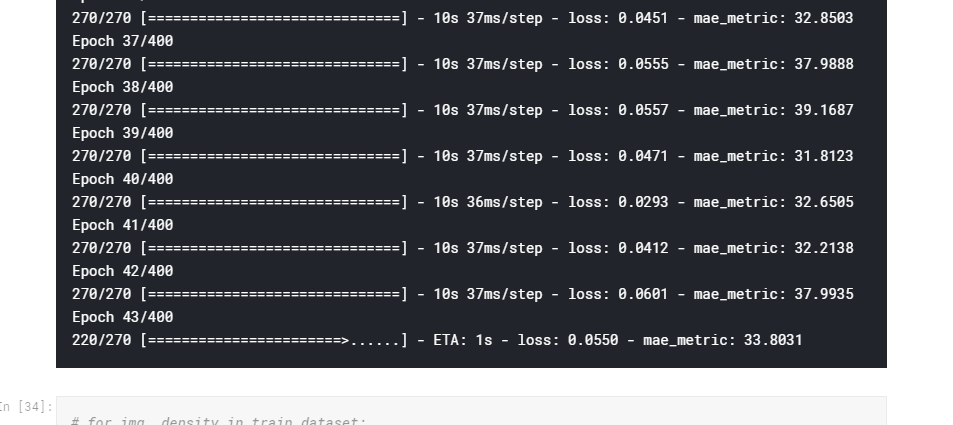 270/270 [==============================] - 10s 37ms/step - loss: 0.0451 - mae_metric: 32.8503
Epoch 37/400
270/270 [==============================] - 10s 37ms/step - loss: 0.0555 - mae_metric: 37.9888
Epoch 38/400
270/270 [==============================] - 10s 37ms/step - loss: 0.0557 - mae_metric: 39.1687
Epoch 39/400
270/270 [==============================] - 10s 37ms/step - loss: 0.0471 - mae_metric: 31.8123
Epoch 40/400
270/270 [==============================] - 10s 36ms/step - loss: 0.0293 - mae_metric: 32.6505
Epoch 41/400
270/270 [==============================] - 10s 37ms/step - loss: 0.0412 - mae_metric: 32.2138
Epoch 42/400
270/270 [==============================] - 10s 37ms/step - loss: 0.0601 - mae_metric: 37.9935
Epoch 43/400
220/270 [=======================>......] - ETA: 1s - loss: 0.0550 - mae_metric: 33.8031
In [34]:
# for img, density in train_dataset: